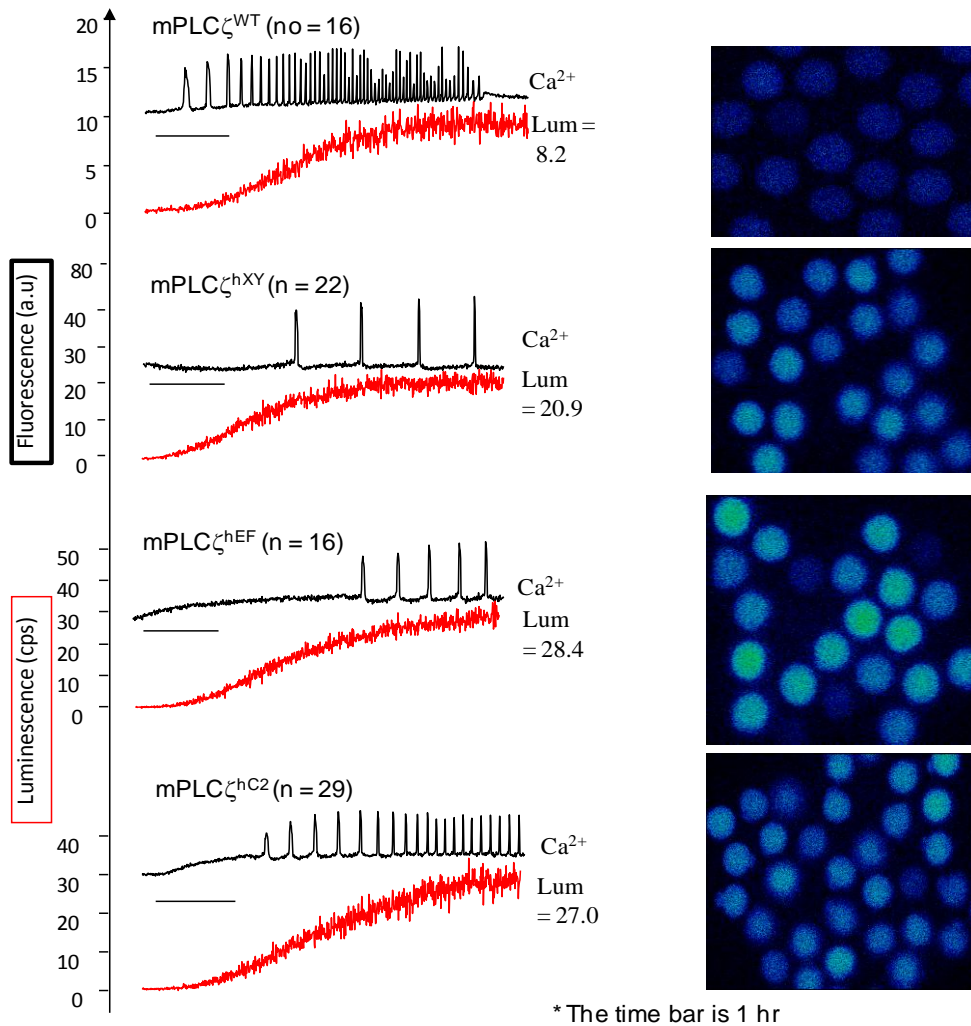 mPLCζWT (no = 16)
20
15
10
5
0
Ca2+
Lum =
8.2
Fluorescence (a.u)
mPLCζhXY (n = 22)
80
40
30
20
10
0
Ca2+
Lum
= 20.9
mPLCζhEF (n = 16)
50
40
30
20
10
0
Ca2+
Lum
= 28.4
Luminescence (cps)
mPLCζhC2 (n = 29)
40
30
20
10
0
Ca2+
Lum
= 27.0
* The time bar is 1 hr